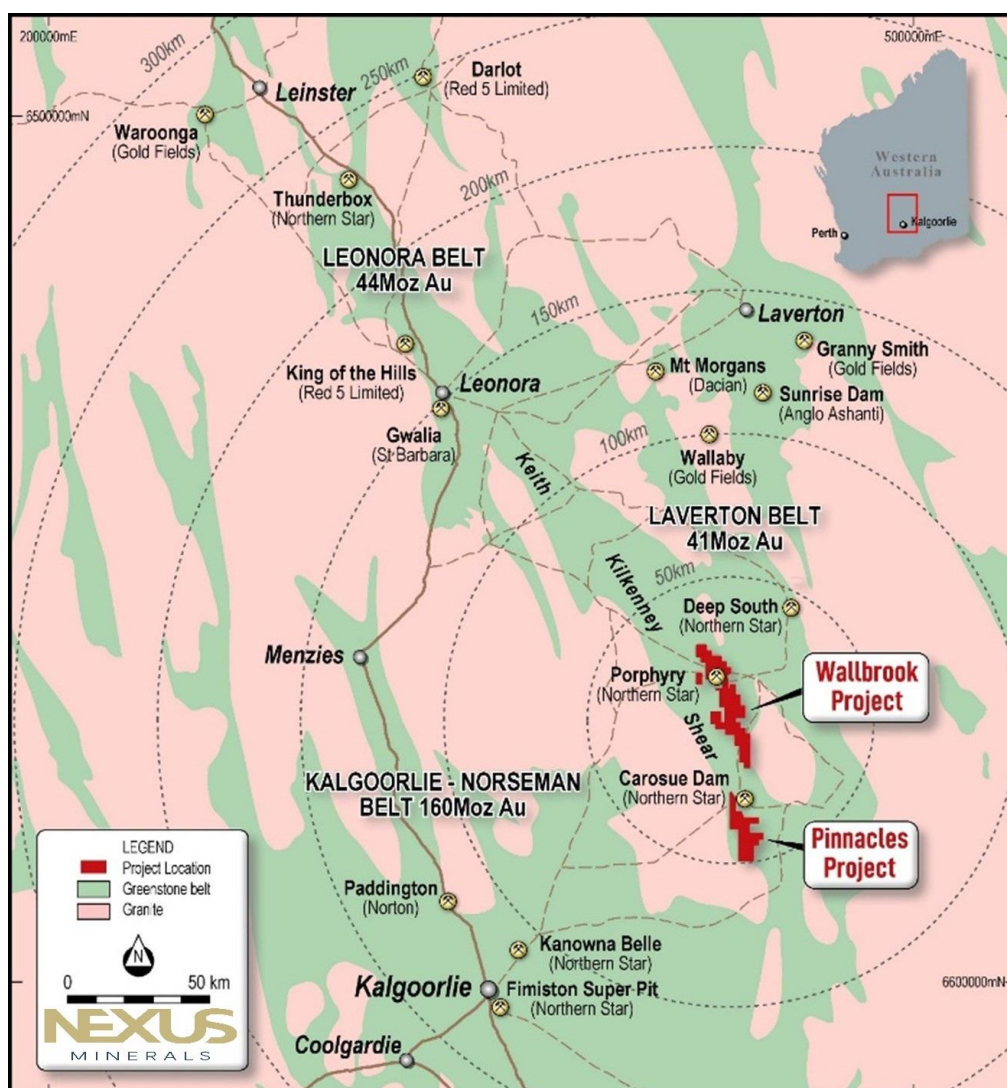 200000mE
500000mE
300km
250km
Darlot
(Red 5 Limited)
Leinster
6500000mN
Waroonga
(Gold Fields)
Western
Australia
Kalgoorlie
Perth
Thunderbox
(Northern Star)
200km
LEONORA BELT
44Moz Au
150km
Laverton
King of the Hills
(Red 5 Limited)
Leonora
Mt Morgans
(Dacian)
Granny Smith
(Gold Fields)
Sunrise Dam
(Anglo Ashanti)
Gwalia
(St Barbara)
100km
Wallaby
(Gold Fields)
Keith
LAVERTON BELT
41Moz Au
Kilkenney
50km
Deep South
(Northern Star)
Menzies
Porphyry
(Northern Star)
Wallbrook
Project
Shear
KALGOORLIE - NORSEMAN
BELT 160Moz Au
Carosue Dam
(Northern Star)
Pinnacles
Project
LEGEND
Project Location
Greenstone belt
Granite
N
0 50 km
NEXUS
MINERALS
Paddington
(Norton)
Kanowna Belle
(Northern Star)
Kalgoorlie
Fimiston Super Pit
(Northern Star)
6600000mN
Coolgardie